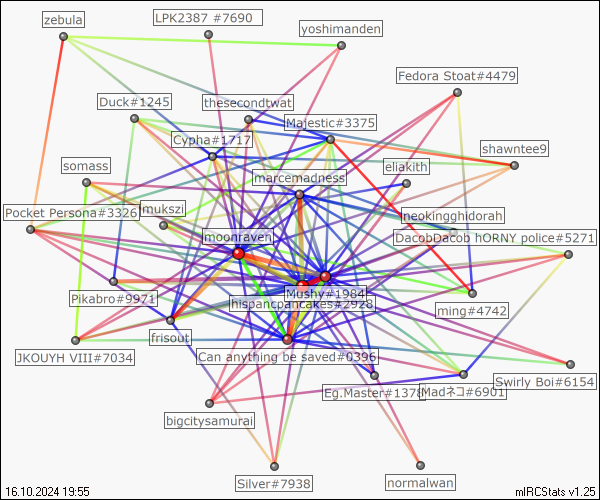 zebula
LPK2387 #7690
yoshimanden
Fedora Stoat#4479
Duck#1245
thesecondtwat
Majestic#3375
Cypha#1717
shawntee9
somass
eliakith
marcemadness
Pocket Persona#3326
mukszi
neokingghidorah
moonraven
DacobDacob hORNY police#5271
Pikabro#9971
Mushy#1984
hispancpancakes#2928
ming#4742
frisout
JKOUYH VIII#7034
Can anything be saved#0396
Swirly Boi#6154
Eg.Master#1378
Madネコ#6901
bigcitysamurai
Silver#7938
normalwan
16.10.2024 19:55
mIRCStats v1.25